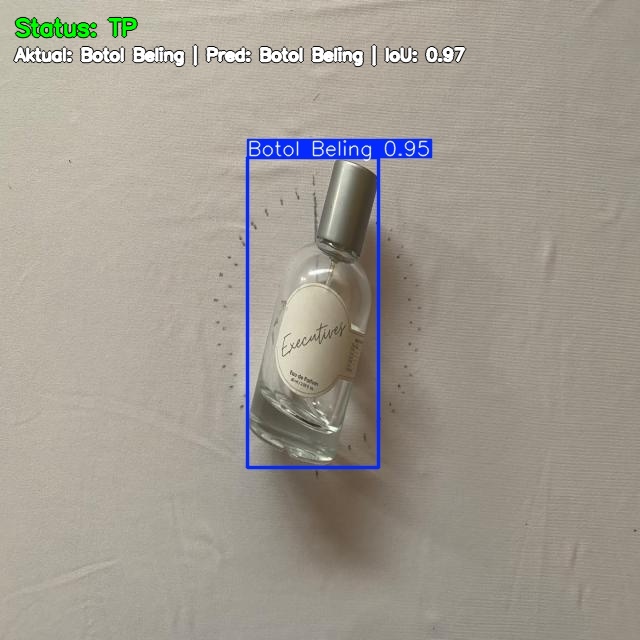 Status: TP
Aktual: Botol Beling | Pred: Botol Beling | IoU: 0.97
Botol Beling 0.95
Executives
Eau de Parfum